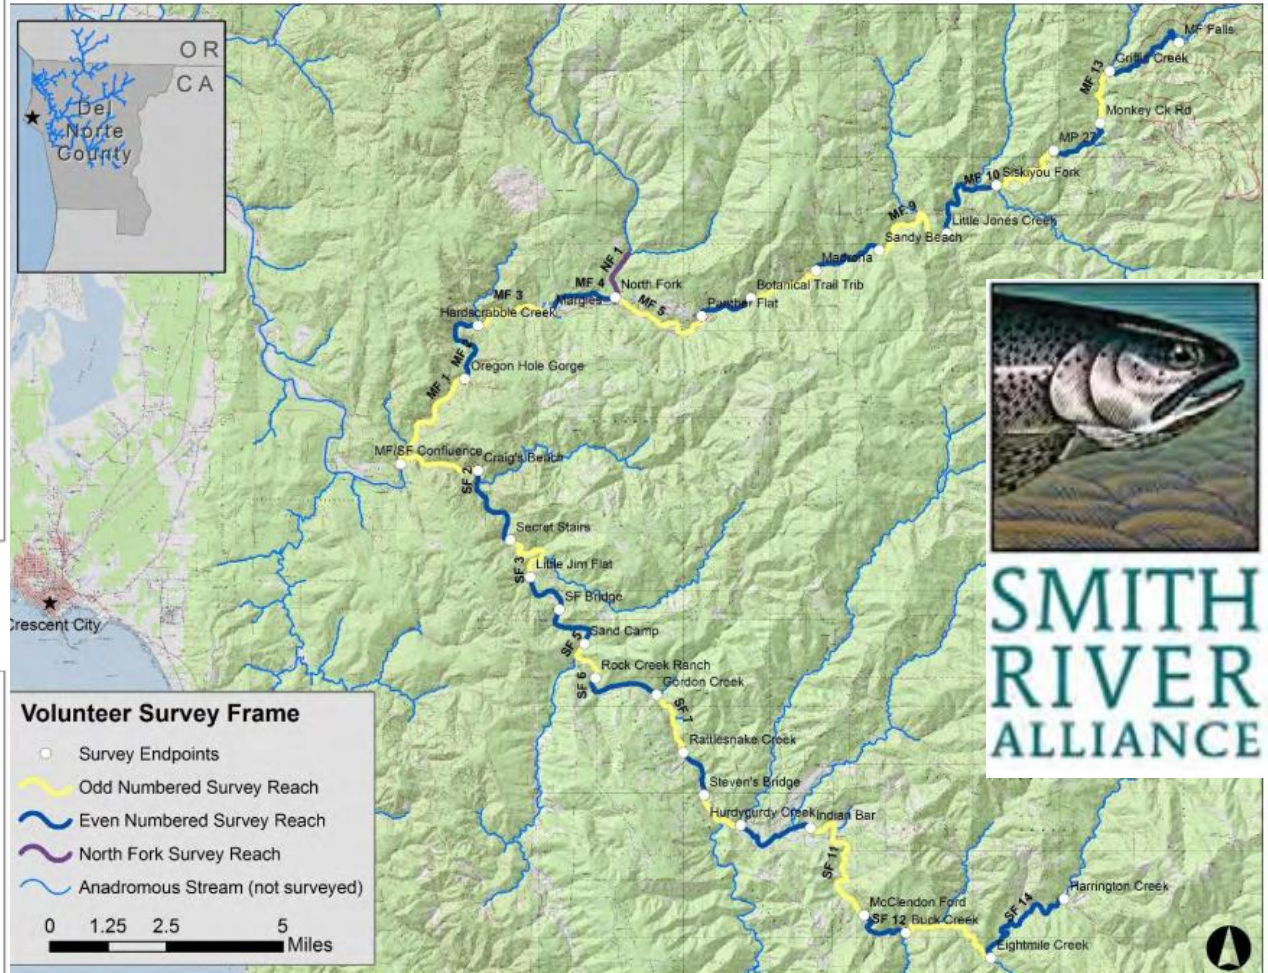 OR
CA
Del
Norte
County
MF Falls
Griffin Creek
MF 13
Monkey Ck Rd
MP 27
MF 10
Siskiyou Fork
MF 9
Little Jones Creek
Sandy Beach
Madrona
NF 1
MF 4
North Fork
Botanical Trail Trib
MF 3
Margies
MF 5
Panther Flat
Hardscrabble Creek
MF 2
Oregon Hole Gorge
MF 1
MF/SF Confluence
Craig's Beach
SF 2
Secret Stairs
SF 3
Little Jim Flat
SF Bridge
Sand Camp
SF 5
Rock Creek Ranch
SF 6
Gordon Creek
SF 7
Rattlesnake Creek
Steven's Bridge
Hurdygurdy Creek
Indian Bar
SF 11
McClendon Ford
SF 12
Buck Creek
SF 14
Harrington Creek
Eightmile Creek
Crescent City
SMITH
RIVER
ALLIANCE
Volunteer Survey Frame
Survey Endpoints
Odd Numbered Survey Reach
Even Numbered Survey Reach
North Fork Survey Reach
Anadromous Stream (not surveyed)
0 1.25 2.5 5
Miles